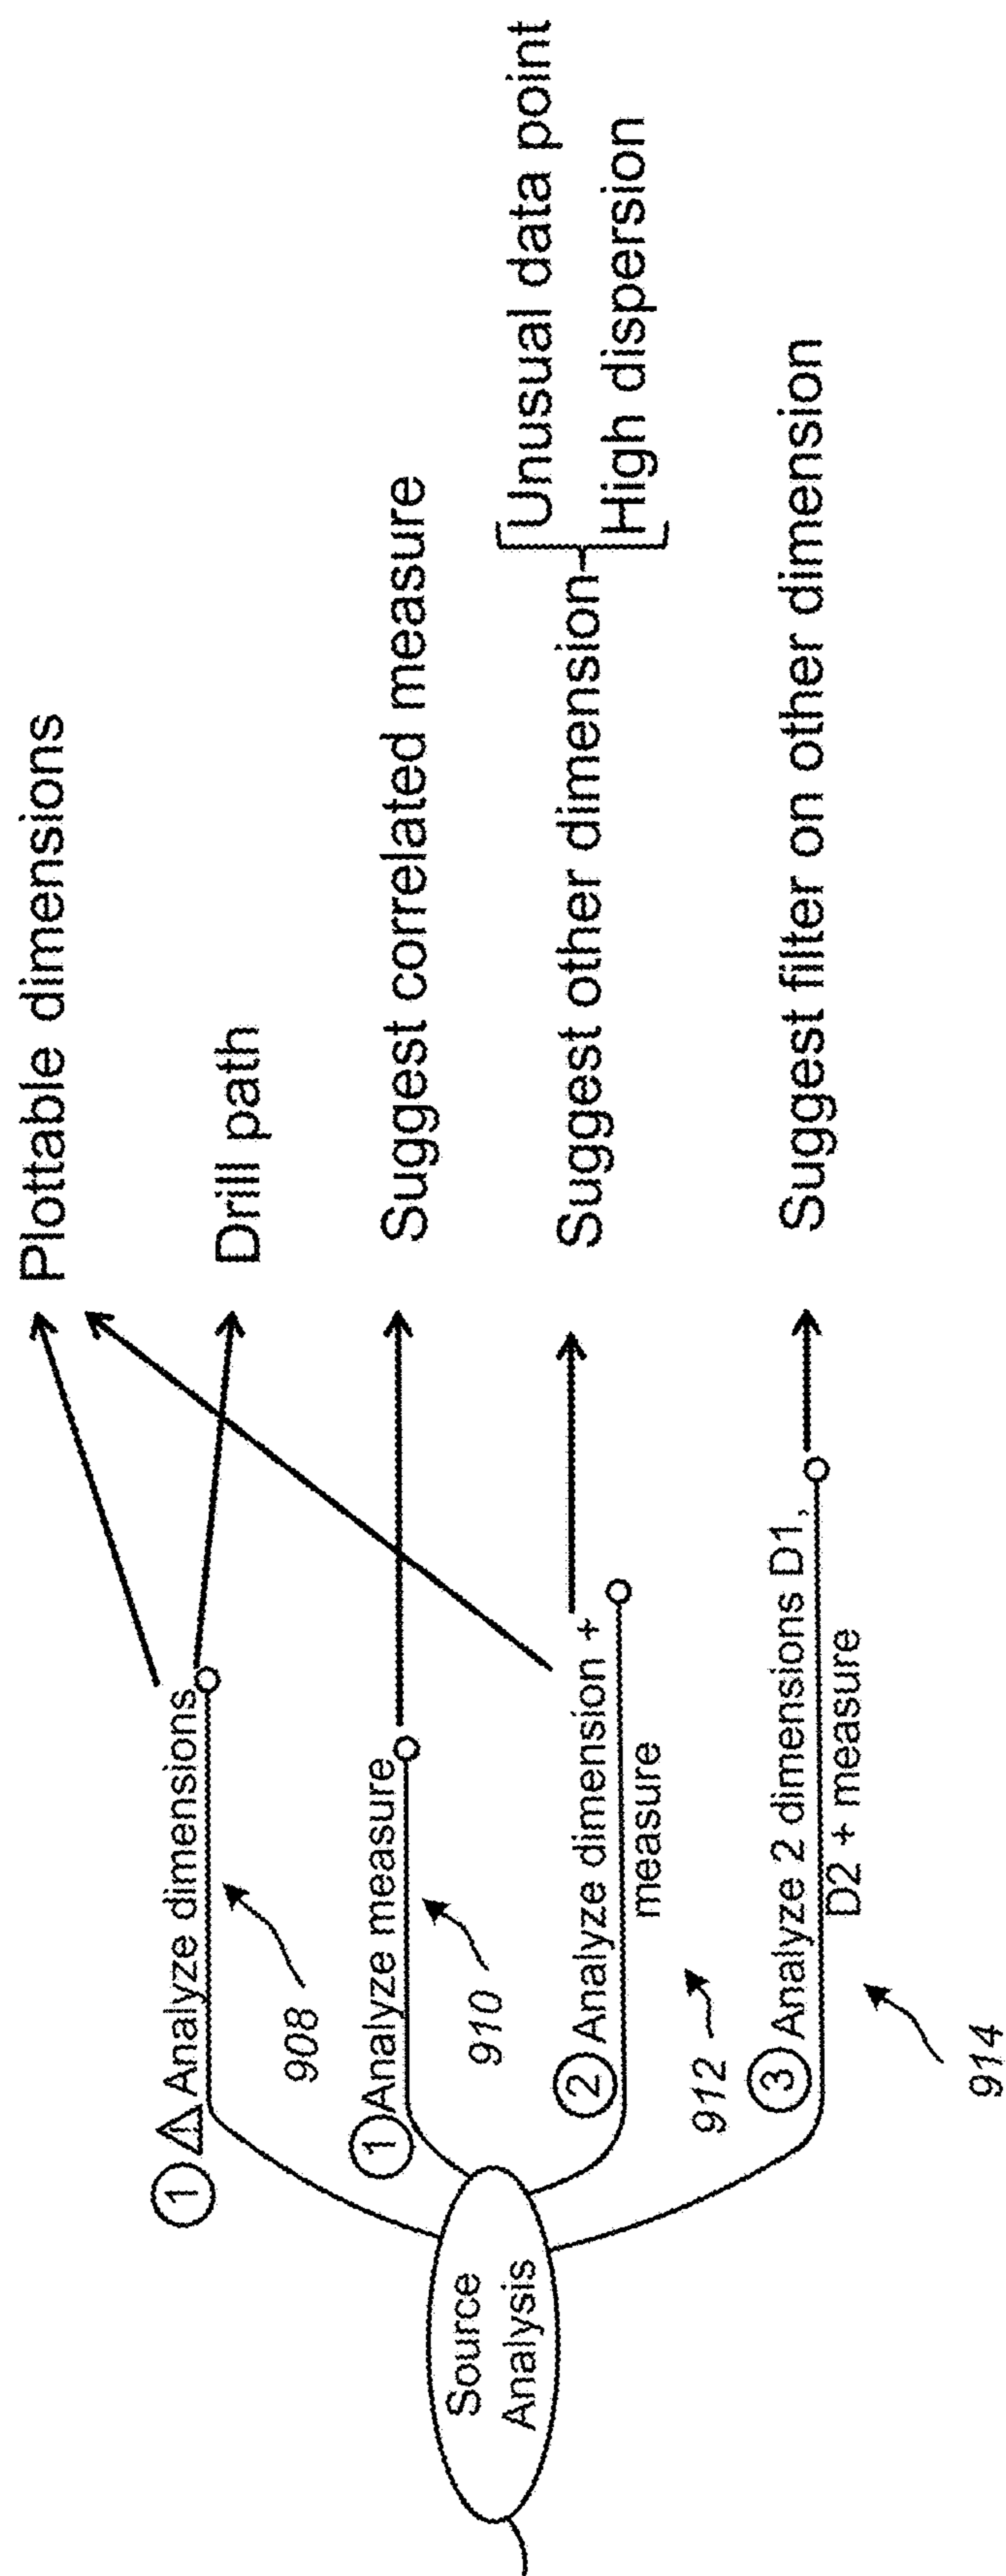 Source
Analysis
1 Analyze dimensions
908
Plottable dimensions
Drill path
1 Analyze measure
910
Suggest correlated measure
2 Analyze dimension +
measure
912
Suggest other dimension
Unusual data point
High dispersion
3 Analyze 2 dimensions D1,
D2 + measure
914
Suggest filter on other dimension